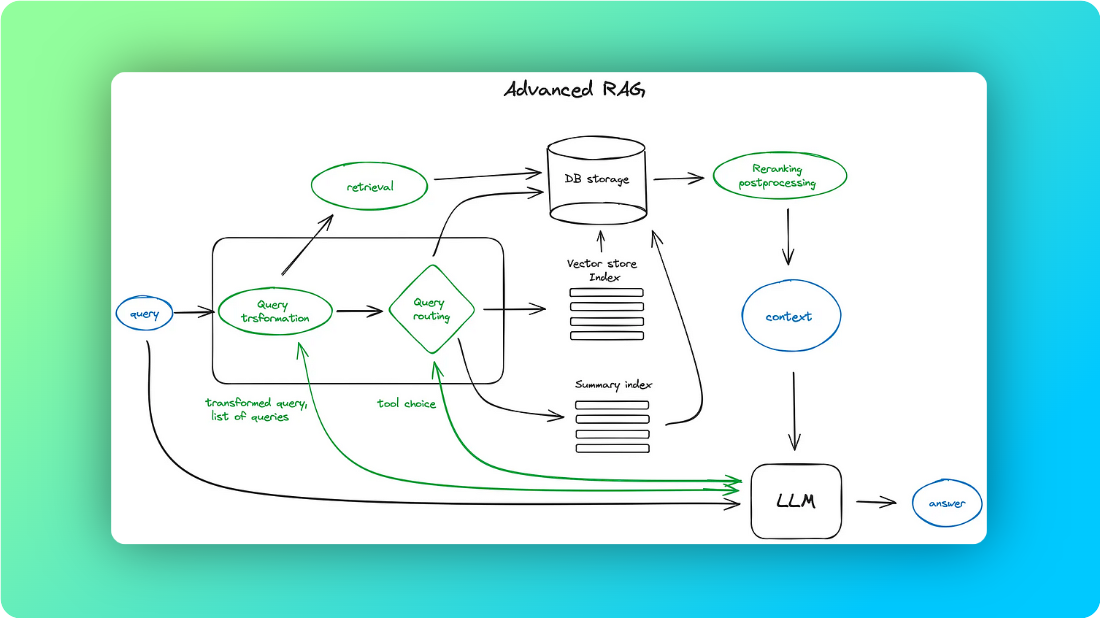 Advanced RAG
retrieval
DB storage
Reranking
postprocessing
Vector store
Index
query
Query
trsformation
Query
routing
context
Summary index
transformed query,
list of queries
tool choice
LLM
answer